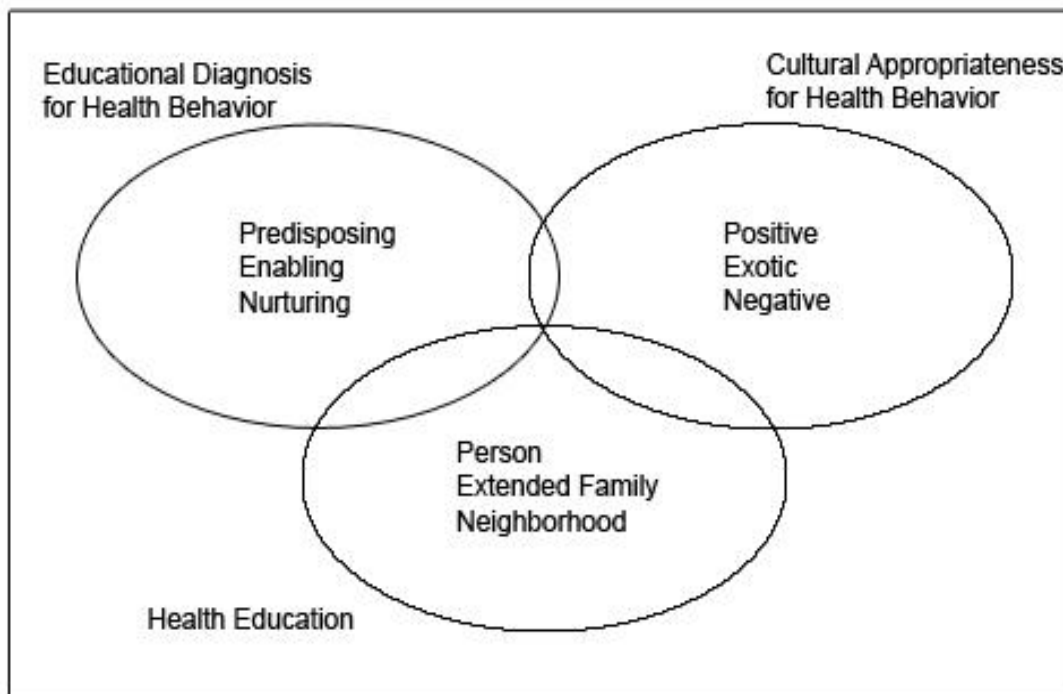 Educational Diagnosis
for Health Behavior
Cultural Appropriateness
for Health Behavior
Predisposing
Enabling
Nurturing
Positive
Exotic
Negative
Person
Extended Family
Neighborhood
Health Education